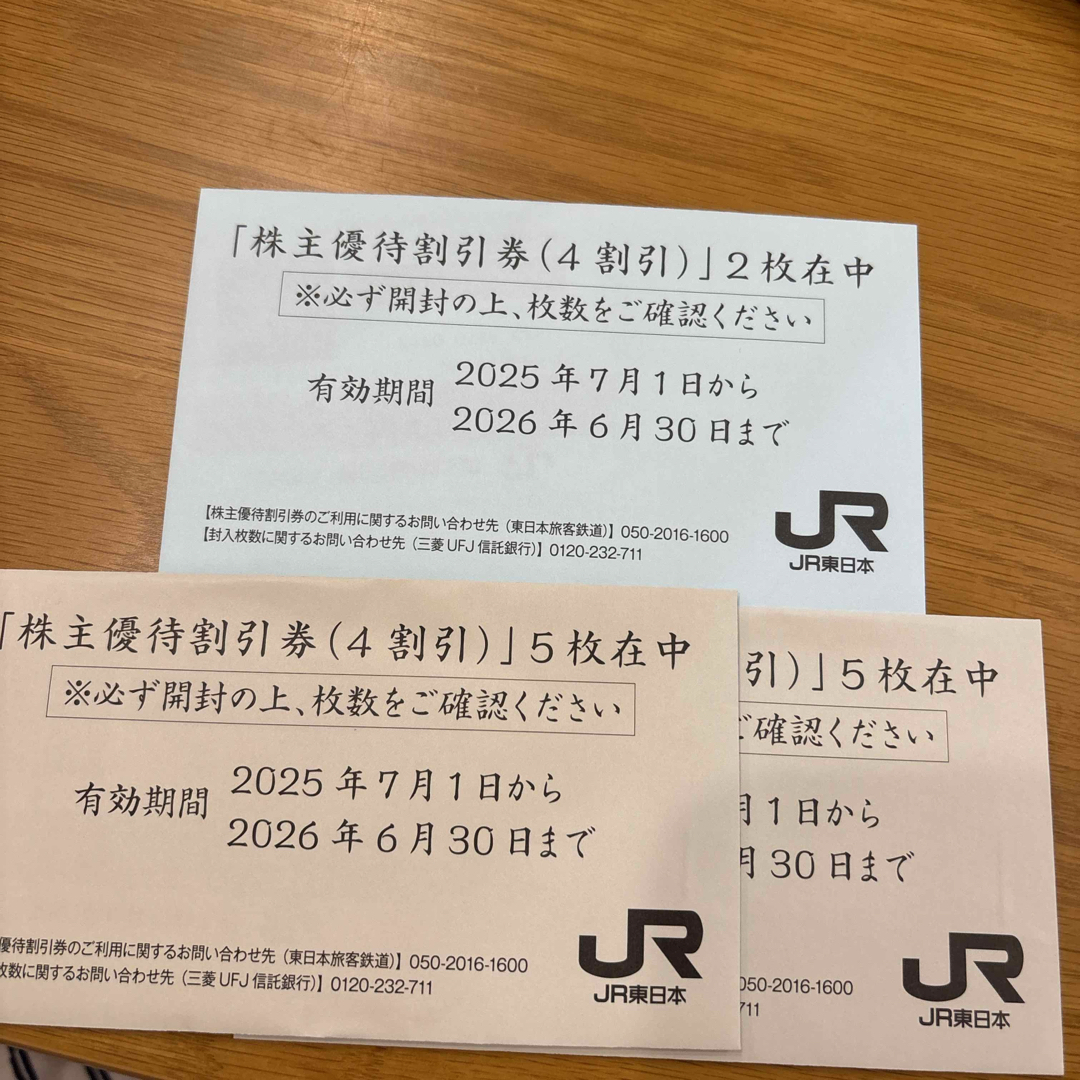 「株主優待割引券(4割引)」2枚在中
※必ず開封の上、枚数をご確認ください
有効期間 2025年7月1日から
2026年6月30日まで
【株主優待割引券のご利用に関するお問い合わせ先(東日本旅客鉄道)】050-2016-1600
【封入枚数に関するお問い合わせ先(三菱UFJ信託銀行)】0120-232-711
JR
JR東日本
「株主優待割引券(4割引)」5枚在中
※必ず開封の上、枚数をご確認ください
有効期間 2025年7月1日から
2026年6月30日まで
優待割引券のご利用に関するお問い合わせ先(東日本旅客鉄道)】050-2016-1600
枚数に関するお問い合わせ先(三菱UFJ信託銀行)】0120-232-711
JR
JR東日本
引)」5枚在中
ご確認ください
月1日から
月30日まで
050-2016-1600
711
JR
JR東日本